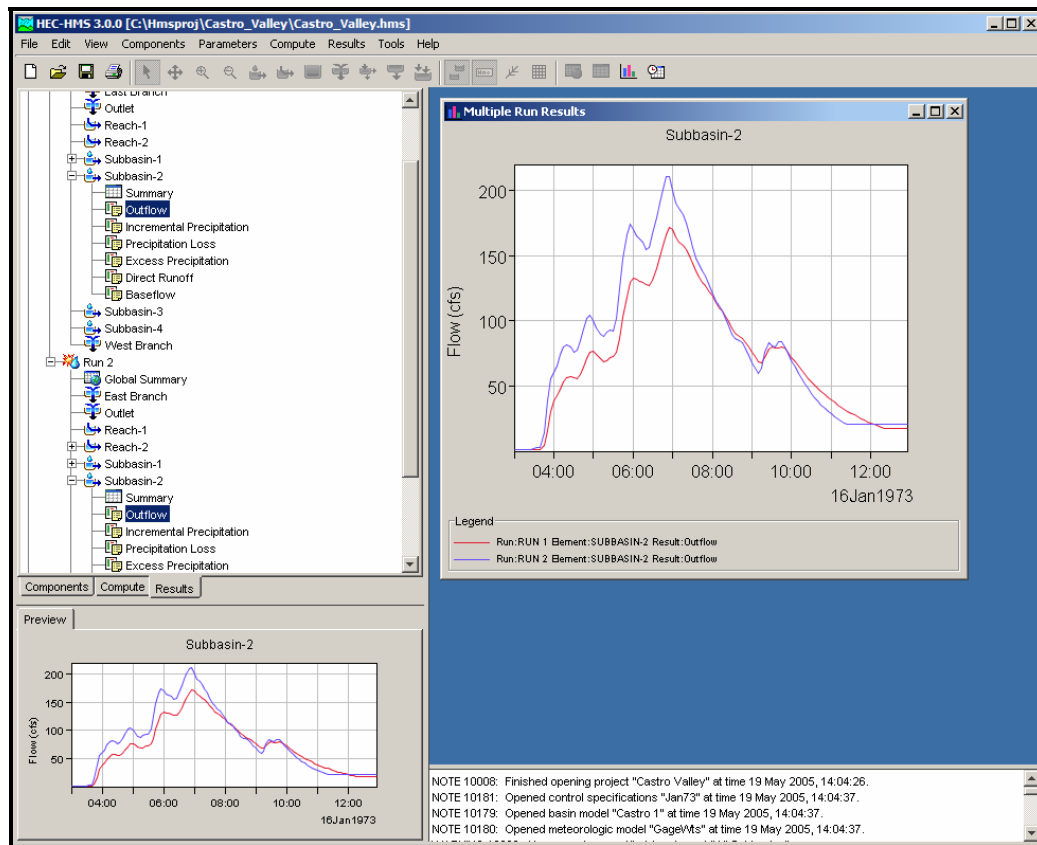 HEC-HMS 3.0.0 [C:\Hmsproj\Castro_Valley\Castro_Valley.hms]
File Edit View Components Parameters Compute Results Tools Help
East Branch
Outlet
Reach-1
Reach-2
Subbasin-1
Subbasin-2
Summary
Outflow
Incremental Precipitation
Precipitation Loss
Excess Precipitation
Direct Runoff
Baseflow
Subbasin-3
Subbasin-4
West Branch
Run 2
Global Summary
East Branch
Outlet
Reach-1
Reach-2
Subbasin-1
Subbasin-2
Summary
Outflow
Incremental Precipitation
Precipitation Loss
Excess Precipitation
Components Compute Results
Preview
Subbasin-2
Flow (cfs)
200
150
100
50
04:00 06:00 08:00 10:00 12:00
16Jan1973
Multiple Run Results
Subbasin-2
Flow (cfs)
200
150
100
50
04:00 06:00 08:00 10:00 12:00
16Jan1973
Legend
Run:RUN 1 Element:SUBBASIN-2 Result:Outflow
Run:RUN 2 Element:SUBBASIN-2 Result:Outflow
NOTE 10008: Finished opening project "Castro Valley" at time 19 May 2005, 14:04:26.
NOTE 10181: Opened control specifications "Jan73" at time 19 May 2005, 14:04:37.
NOTE 10179: Opened basin model "Castro 1" at time 19 May 2005, 14:04:37.
NOTE 10180: Opened meteorologic model "GageWts" at time 19 May 2005, 14:04:37.